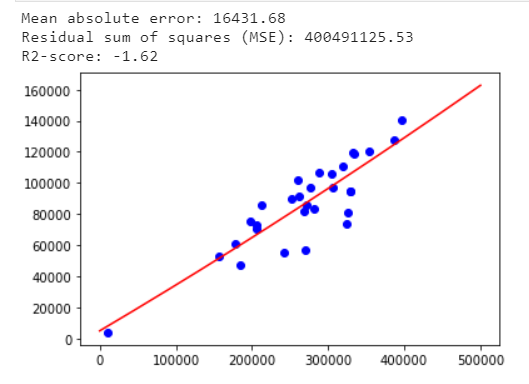 Mean absolute error: 16431.68
Residual sum of squares (MSE): 400491125.53
R2-score: -1.62
160000
140000
120000
100000
80000
60000
40000
20000
0
0 100000 200000 300000 400000 500000